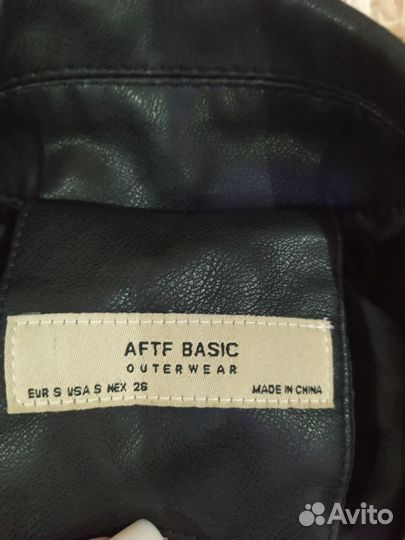 AFTF BASIC
OUTERWEAR
EUR S USA S MEX 26 MADE IN CHINA
Avito